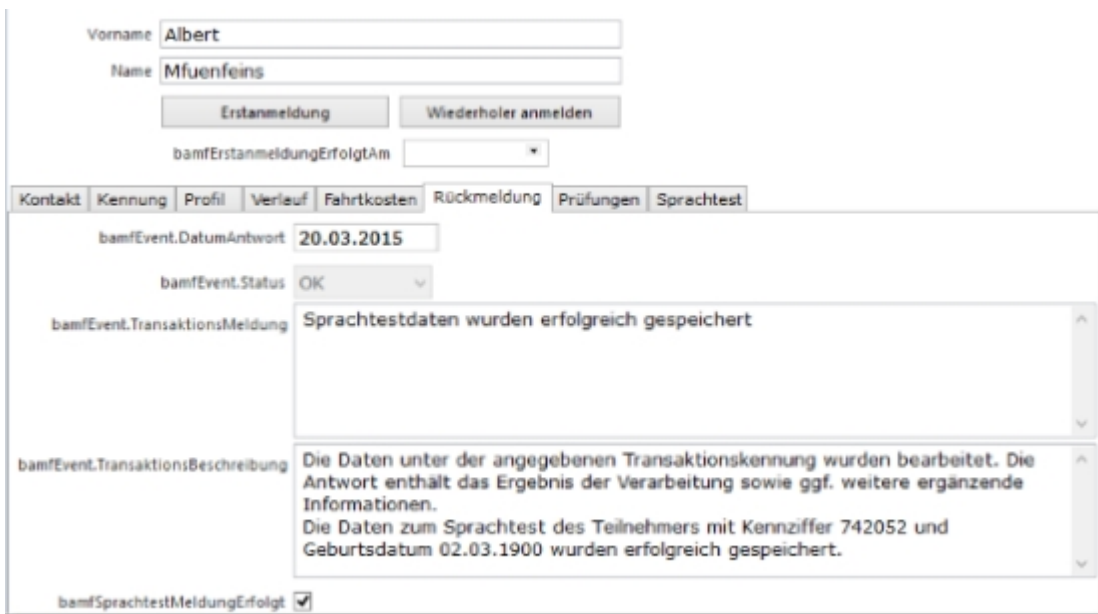 Vorname Albert
Name Mfuenfeins
Erstanmeldung Wiederholer anmelden
bamfErstanmeldungErfolgtAm
Kontakt Kennung Profil Verlauf Fahrtkosten Rückmeldung Prüfungen Sprachtest
bamfEvent.DatumAntwort 20.03.2015
bamfEvent.Status OK
bamfEvent.TransaktionsMeldung Sprachtestdaten wurden erfolgreich gespeichert
bamfEvent.TransaktionsBeschreibung Die Daten unter der angegebenen Transaktionskennung wurden bearbeitet. Die
Antwort enthält das Ergebnis der Verarbeitung sowie ggf. weitere ergänzende
Informationen.
Die Daten zum Sprachtest des Teilnehmers mit Kennziffer 742052 und
Geburtsdatum 02.03.1900 wurden erfolgreich gespeichert.
bamfSprachtestMeldungErfolgt